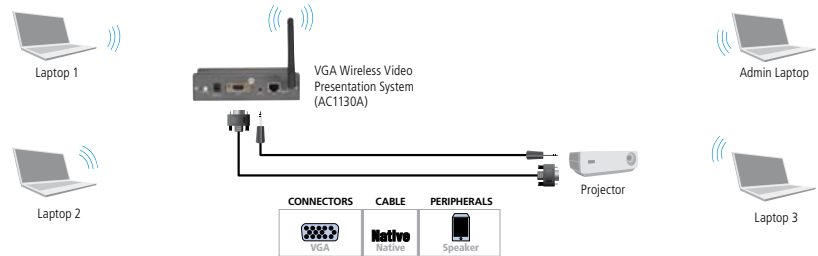 Laptop 1
VGA Wireless Video
Presentation System
(AC1130A)
Admin Laptop
Laptop 2
Projector
Laptop 3
CONNECTORS CABLE PERIPHERALS
Native
VGA Native Speaker